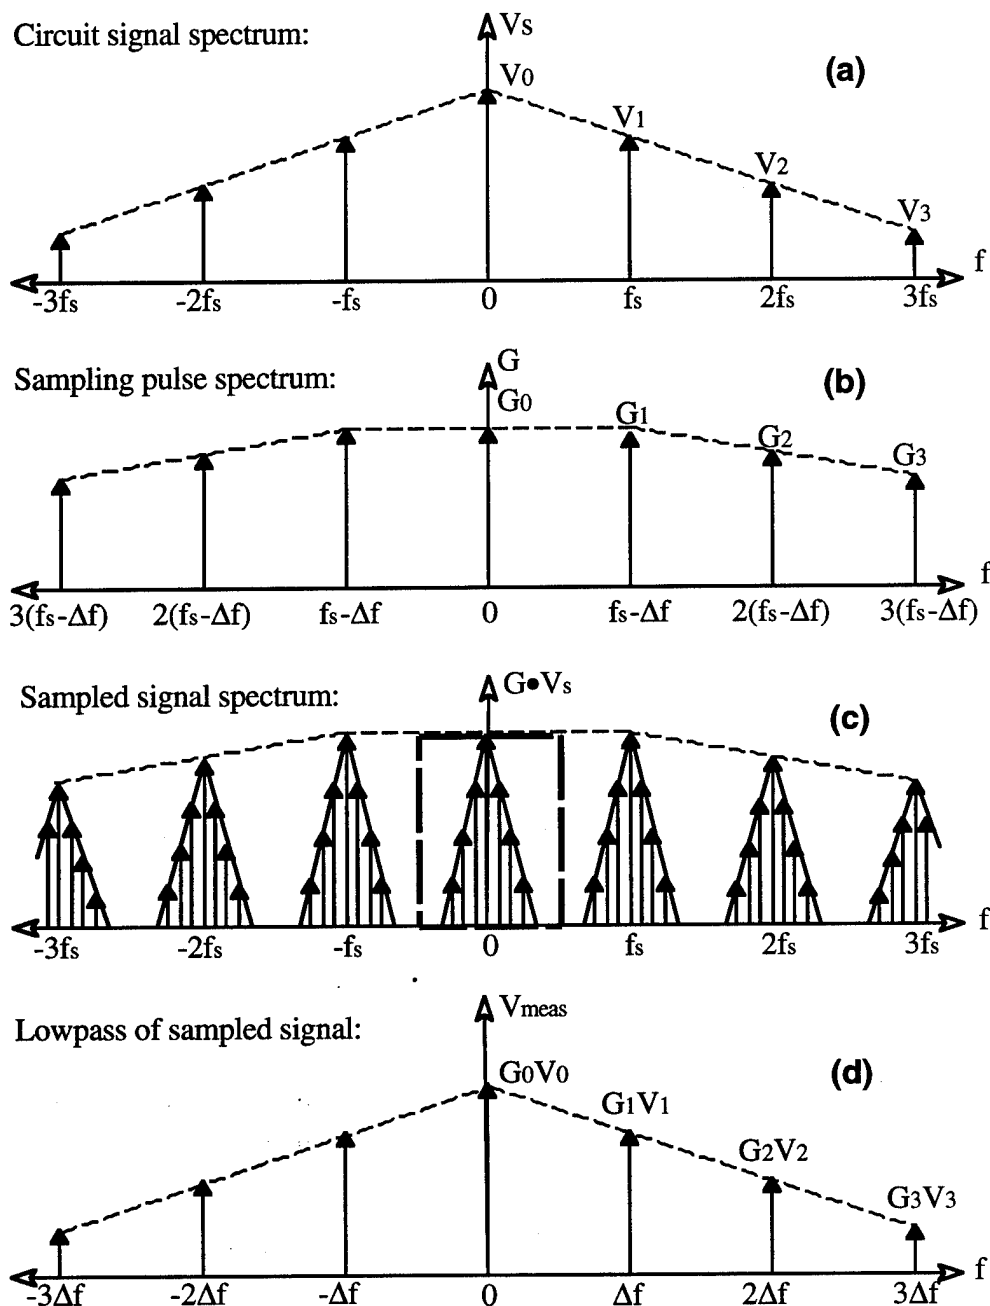 Circuit signal spectrum:
Vs
(a)
V0
V1
V2
V3
f
-3fs -2fs -fs 0 fs 2fs 3fs
Sampling pulse spectrum:
G
(b)
G0
G1
G2
G3
f
3(fs-Δf) 2(fs-Δf) fs-Δf 0 fs-Δf 2(fs-Δf) 3(fs-Δf)
Sampled signal spectrum:
G•Vs
(c)
f
-3fs -2fs -fs 0 fs 2fs 3fs
Lowpass of sampled signal:
Vmeas
(d)
G0V0
G1V1
G2V2
G3V3
f
-3Δf -2Δf -Δf 0 Δf 2Δf 3Δf